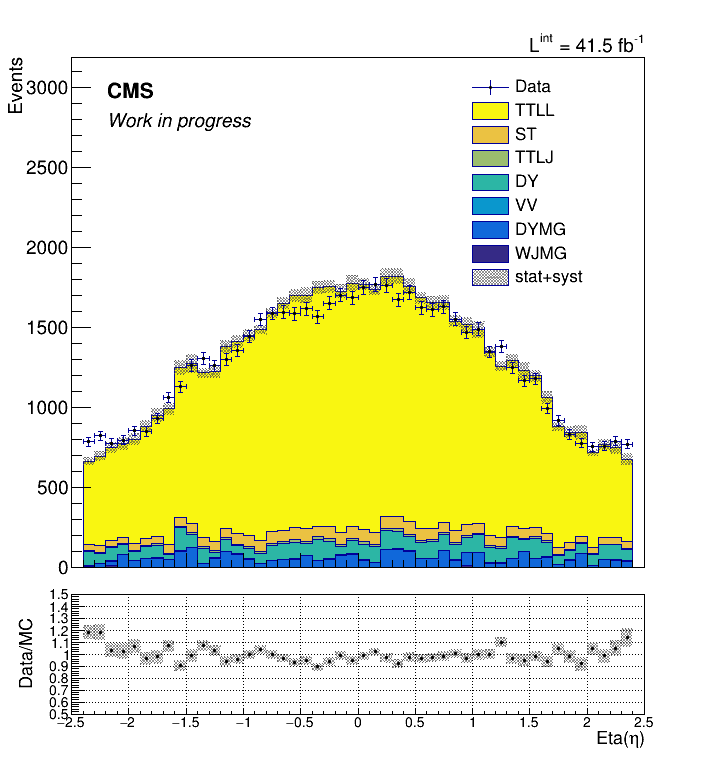 L^int = 41.5 fb^-1
Events
3000
2500
2000
1500
1000
500
0
CMS
Work in progress
Data
TTLL
ST
TTLJ
DY
VV
DYMG
WJMG
stat+syst
Data/MC
1.5
1.4
1.3
1.2
1.1
1
0.9
0.8
0.7
0.6
0.5
−2.5 −2 −1.5 −1 −0.5 0 0.5 1 1.5 2 2.5
Eta(η)